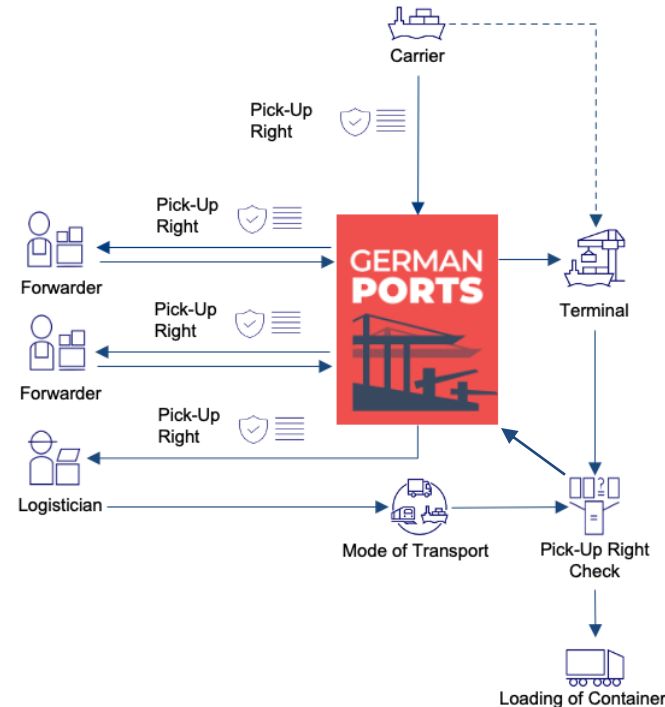 Carrier
Pick-Up
Right
Pick-Up
Right
Forwarder
GERMAN
PORTS
Terminal
Pick-Up
Right
Forwarder
Pick-Up
Right
Logistician
Mode of Transport
?
=
=
Pick-Up Right
Check
Loading of Container